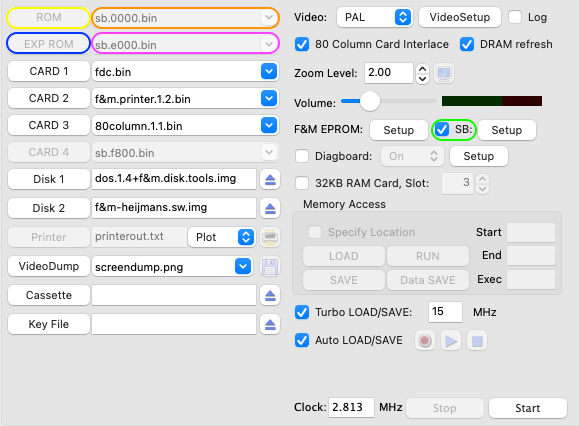 ROM sb.0000.bin
EXP ROM sb.e000.bin
CARD 1 fdc.bin
CARD 2 f&m.printer.1.2.bin
CARD 3 80column.1.1.bin
CARD 4 sb.f800.bin
Disk 1 dos.1.4+f&m.disk.tools.img
Disk 2 f&m-heijmans.sw.img
Printer printerout.txt Plot
VideoDump screendump.png
Cassette
Key File
Video: PAL VideoSetup Log
80 Column Card Interlace DRAM refresh
Zoom Level: 2.00
Volume:
F&M EPROM: Setup SB: Setup
Diagboard: On Setup
32KB RAM Card, Slot: 3
Memory Access
Specify Location Start
LOAD RUN End
SAVE Data SAVE Exec
Turbo LOAD/SAVE: 15 MHz
Auto LOAD/SAVE
Clock: 2.813 MHz Stop Start